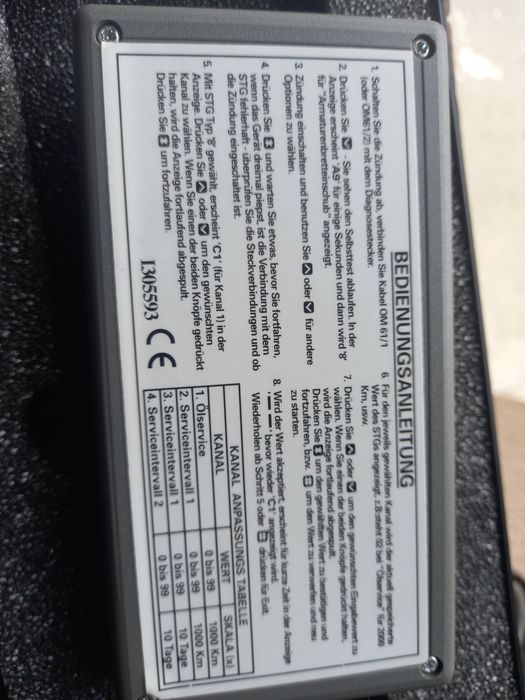 BEDIENUNGSANLEITUNG
1. Schalten Sie die Zündung ab, verbinden Sie Kabel OM 61/1
(oder OM61/2) mit dem Diagnosestecker.
2. Drücken Sie - Sie sehen den Selbsttest ablaufen. In der
Anzeige erscheint 'A9' für einige Sekunden und dann wird '8'
für "Armaturenbretteinschub" angezeigt.
3. Zündung einschalten und benutzen Sie oder für andere
Optionen zu wählen.
4. Drücken Sie und warten Sie etwas, bevor Sie fortfahren,
wenn das Gerät dreimal piepst, ist die Verbindung mit dem
STG fehlerhaft - überprüfen Sie die Steckverbindungen und ob
die Zündung eingeschaltet ist.
5. Mit STG Typ '8' gewählt, erscheint 'C1' (für Kanal 1) in der
Anzeige. Drücken Sie oder um den gewünschten
Kanal zu wählen. Wenn Sie einen der beiden Knöpfe gedrückt
halten, wird die Anzeige fortlaufend abgespult.
Drücken Sie um fortzufahren.
1305593 CE
6. Für den jeweils gewählten Kanal wird der aktuell gespeicherte
Wert des STGs angezeigt, z.B. steht 02 bei "Ölservice" für 2000
Km, usw.
7. Drücken Sie oder um den gewünschten Eingabewert zu
wählen. Wenn Sie einen der beiden Knöpfe gedrückt halten,
wird die Anzeige fortlaufend abgespult.
Drücken Sie um den gewählten Wert zu bestätigen und
fortzufahren, bzw. um den Wert zu verwerfen und neu
zu starten.
8. Wird der Wert akzeptiert, erscheint für kurze Zeit in der Anzeige
'— —', bevor wieder 'C1' angezeigt wird.
Wiederholen ab Schritt 5 oder drücken für Exit.
KANAL ANPASSUNGS TABELLE
KANAL WERT SKALA (x)
1. Ölservice 0 bis 99 1000 Km
2. Serviceintervall 1 0 bis 99 1000 Km
3. Serviceintervall 1 0 bis 99 10 Tage
4. Serviceintervall 2 0 bis 99 10 Tage